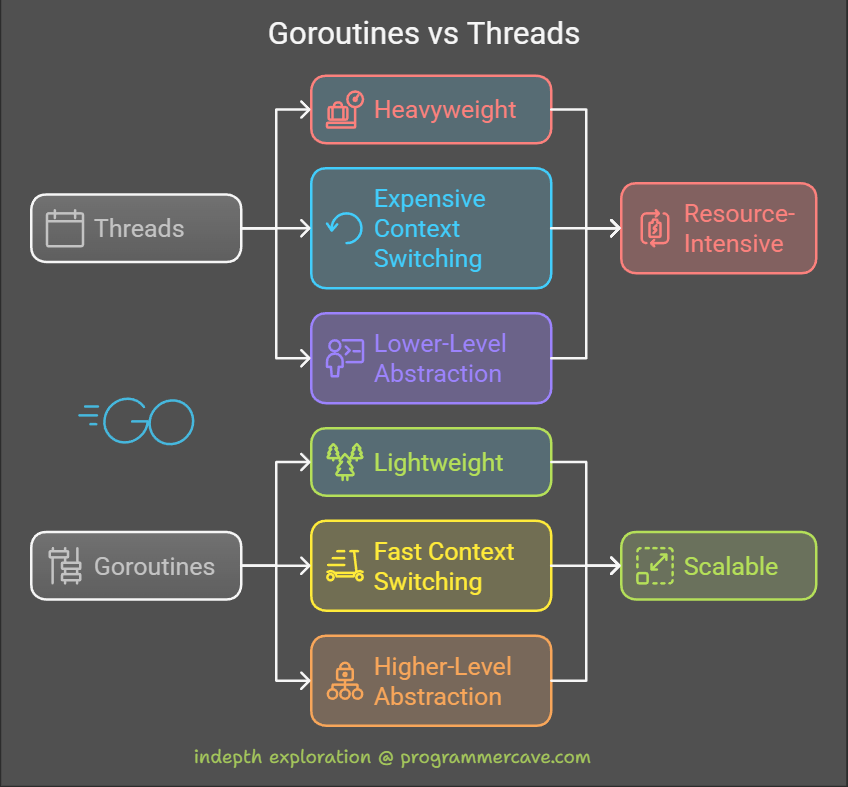 Goroutines vs Threads
Heavyweight
Threads
Expensive
Context
Switching
Lower-Level
Abstraction
Resource-
Intensive
GO
Lightweight
Goroutines
Fast Context
Switching
Higher-Level
Abstraction
Scalable
indepth exploration @ programmercave.com